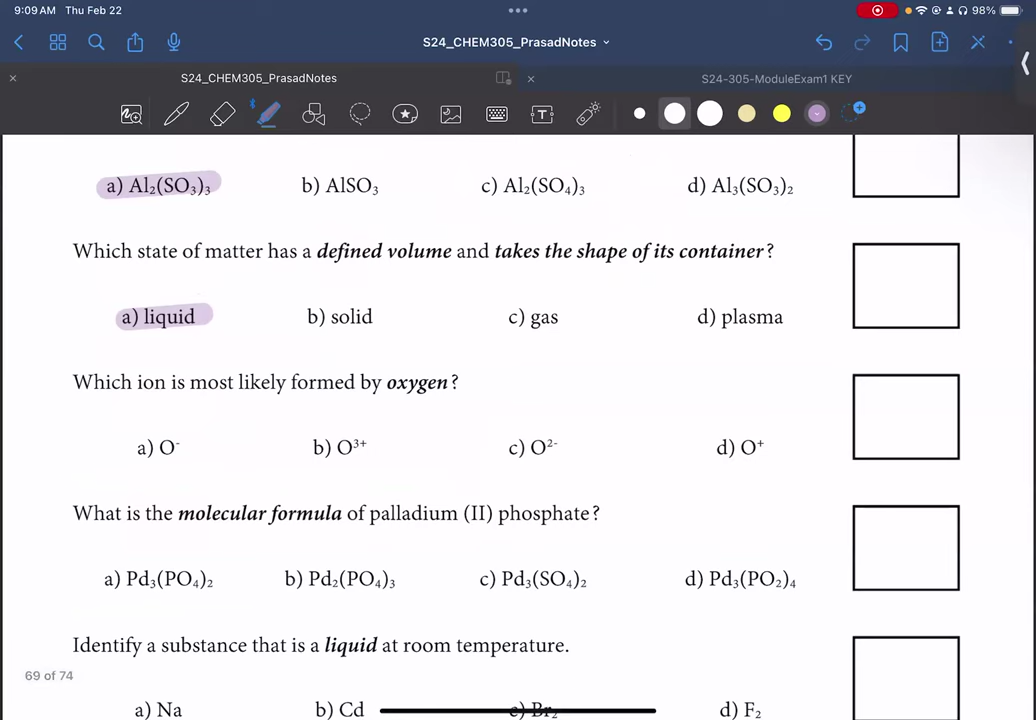 9:09 AM Thu Feb 22
98%
S24_CHEM305_PrasadNotes
S24_CHEM305_PrasadNotes
S24-305-ModuleExam1 KEY
a) Al₂(SO₃)₃ b) AlSO₃ c) Al₂(SO₄)₃ d) Al₃(SO₃)₂
Which state of matter has a defined volume and takes the shape of its container?
a) liquid b) solid c) gas d) plasma
Which ion is most likely formed by oxygen?
a) O⁻ b) O³⁺ c) O²⁻ d) O⁺
What is the molecular formula of palladium (II) phosphate?
a) Pd₃(PO₄)₂ b) Pd₂(PO₄)₃ c) Pd₃(SO₄)₂ d) Pd₃(PO₂)₄
Identify a substance that is a liquid at room temperature.
69 of 74
a) Na b) Cd c) Br₂ d) F₂